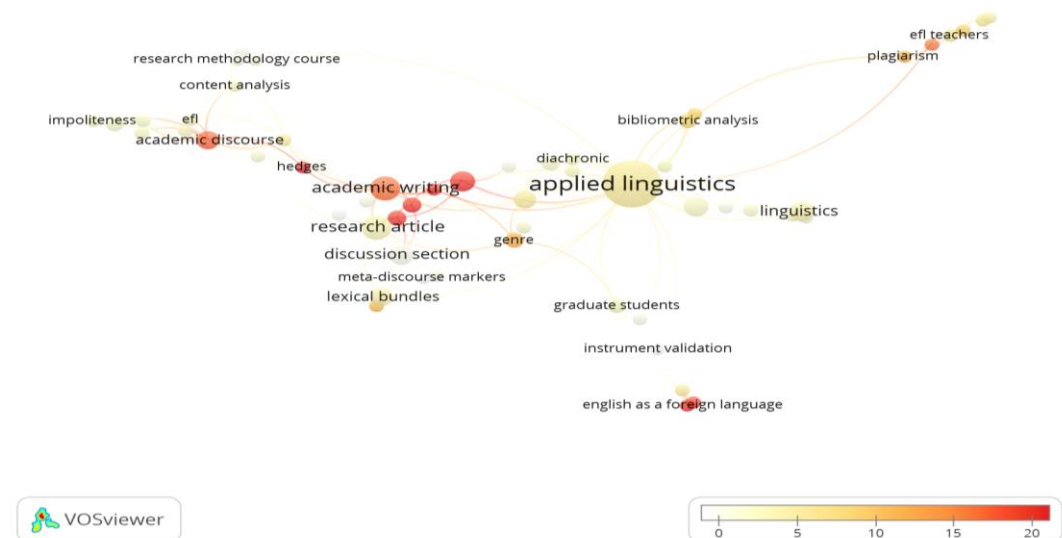 efl teachers
plagiarism
research methodology course
content analysis
impoliteness
efl
bibliometric analysis
academic discourse
hedges
diachronic
academic writing
applied linguistics
linguistics
research article
genre
discussion section
meta-discourse markers
lexical bundles
graduate students
instrument validation
english as a foreign language
VOSviewer
0 5 10 15 20